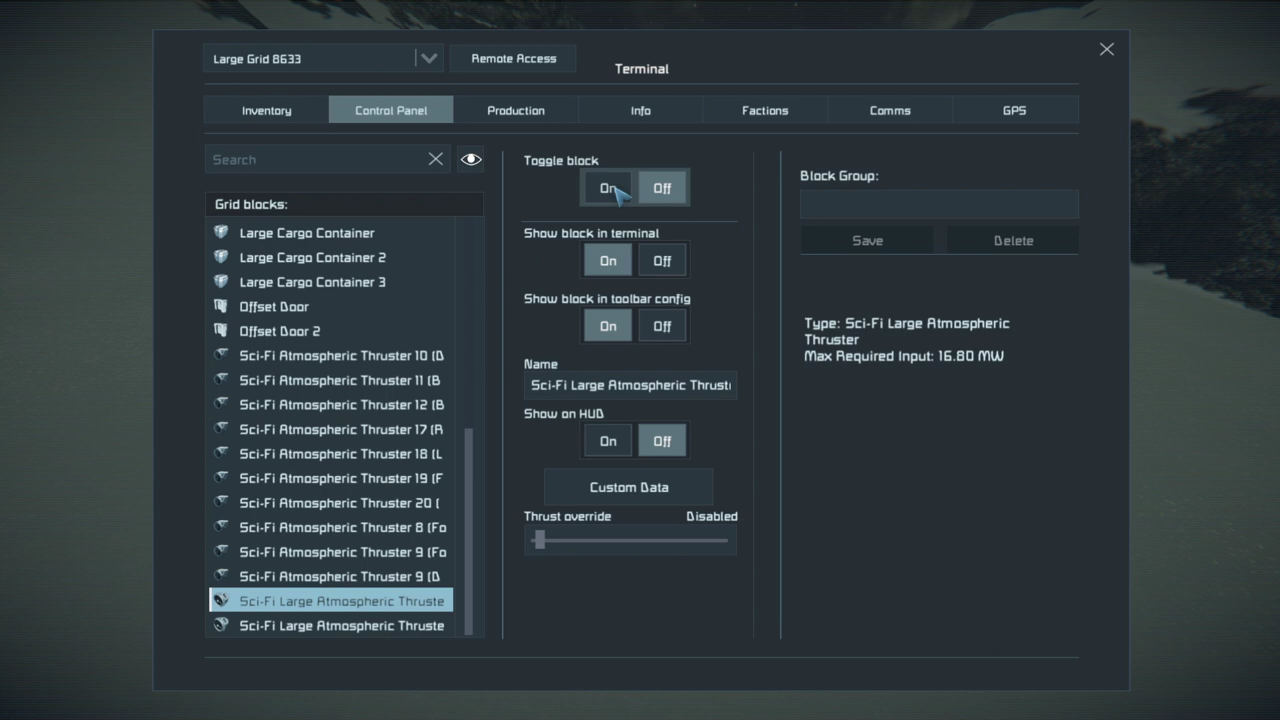 Large Grid 8633
Remote Access
Terminal
Inventory
Control Panel
Production
Info
Factions
Comms
GPS
Search
Grid blocks:
Large Cargo Container
Large Cargo Container 2
Large Cargo Container 3
Offset Door
Offset Door 2
Sci-Fi Atmospheric Thruster 10 (D
Sci-Fi Atmospheric Thruster 11 (B
Sci-Fi Atmospheric Thruster 12 (B
Sci-Fi Atmospheric Thruster 17 (R
Sci-Fi Atmospheric Thruster 18 (L
Sci-Fi Atmospheric Thruster 19 (F
Sci-Fi Atmospheric Thruster 20 (
Sci-Fi Atmospheric Thruster 8 (Fo
Sci-Fi Atmospheric Thruster 9 (Fo
Sci-Fi Atmospheric Thruster 9 (D
Sci-Fi Large Atmospheric Thruste
Sci-Fi Large Atmospheric Thruste
Toggle block
On Off
Show block in terminal
On Off
Show block in toolbar config
On Off
Name
Sci-Fi Large Atmospheric Thrust
Show on HUD
On Off
Custom Data
Thrust override Disabled
Block Group:
Save Delete
Type: Sci-Fi Large Atmospheric
Thruster
Max Required Input: 16.80 MW